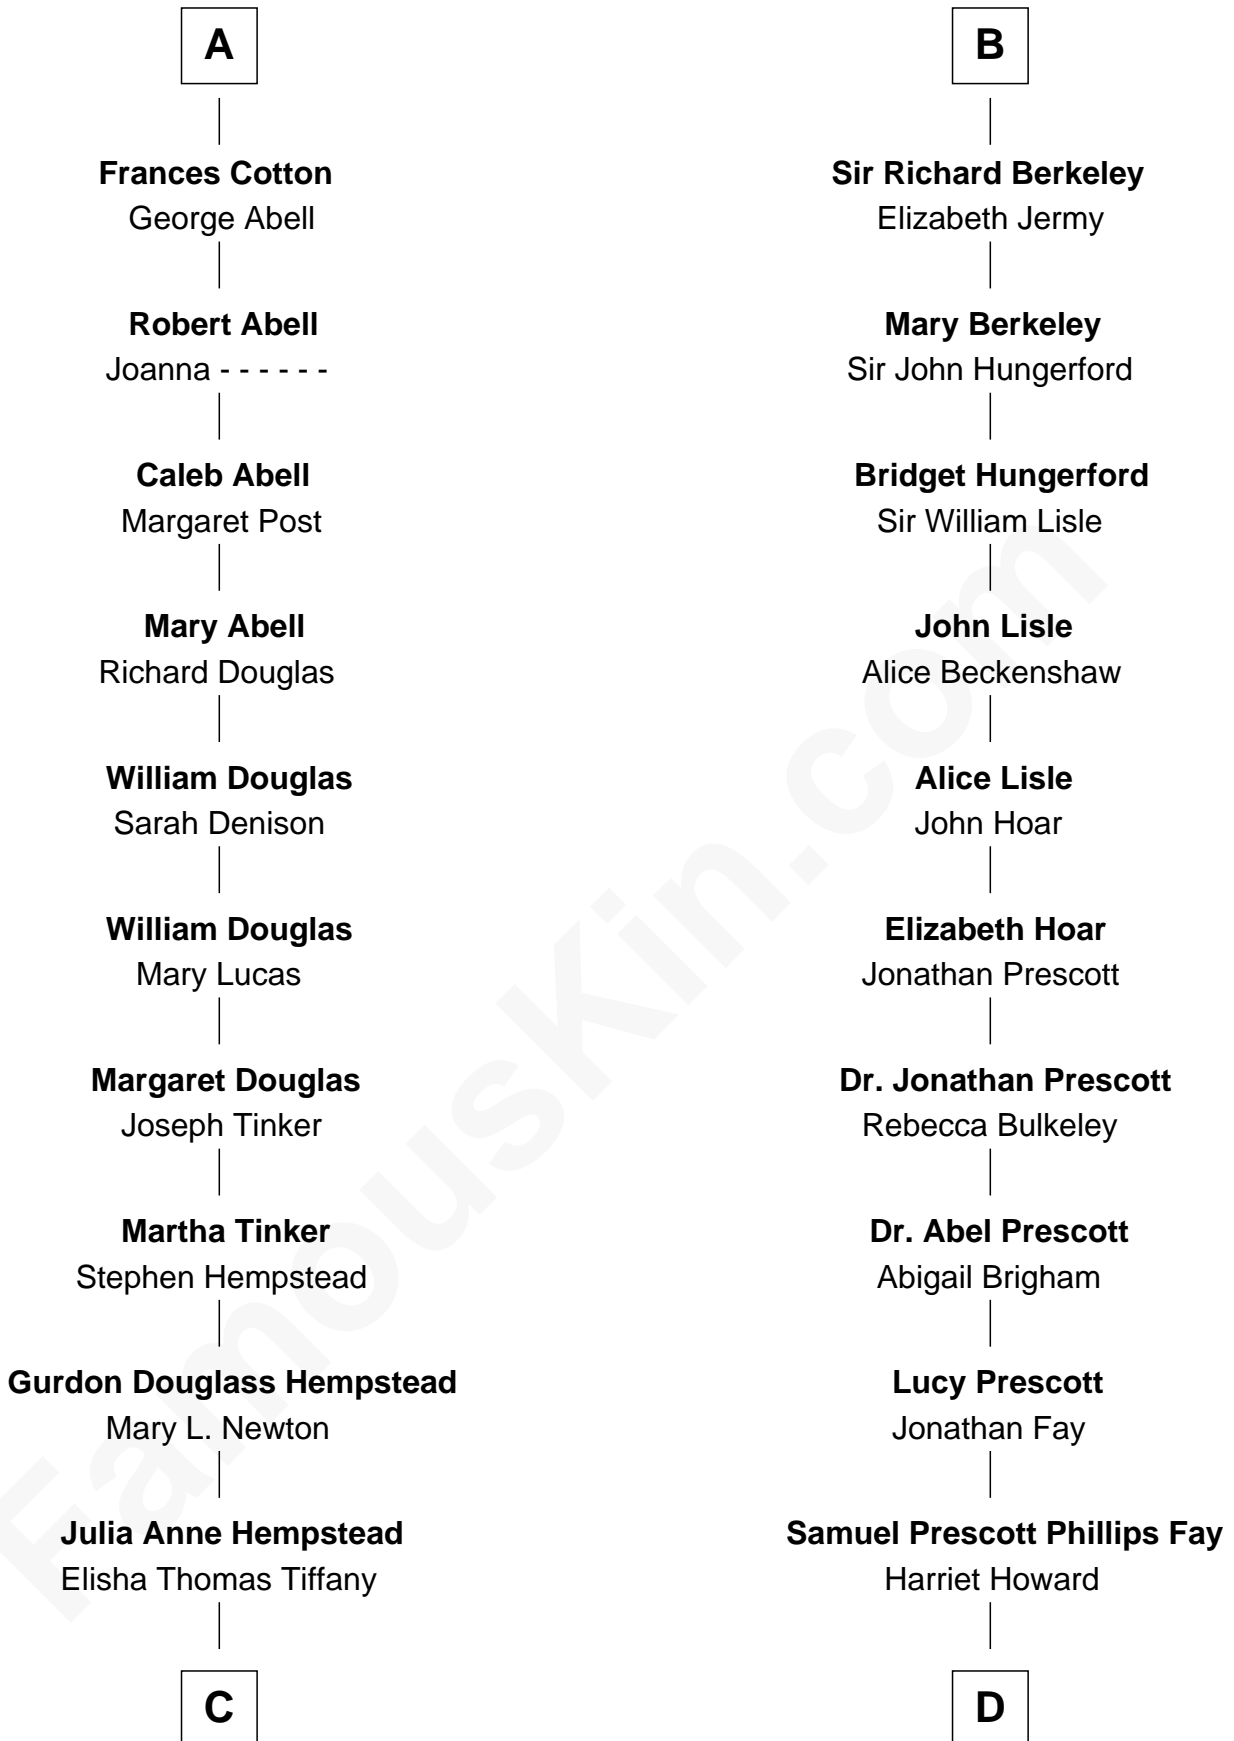 A
Frances Cotton
George Abell
Robert Abell
Joanna - - - - - -
Caleb Abell
Margaret Post
Mary Abell
Richard Douglas
William Douglas
Sarah Denison
William Douglas
Mary Lucas
Margaret Douglas
Joseph Tinker
Martha Tinker
Stephen Hempstead
Gurdon Douglass Hempstead
Mary L. Newton
Julia Anne Hempstead
Elisha Thomas Tiffany
C
B
Sir Richard Berkeley
Elizabeth Jermy
Mary Berkeley
Sir John Hungerford
Bridget Hungerford
Sir William Lisle
John Lisle
Alice Beckenshaw
Alice Lisle
John Hoar
Elizabeth Hoar
Jonathan Prescott
Dr. Jonathan Prescott
Rebecca Bulkeley
Dr. Abel Prescott
Abigail Brigham
Lucy Prescott
Jonathan Fay
Samuel Prescott Phillips Fay
Harriet Howard
D
FamousKin.com